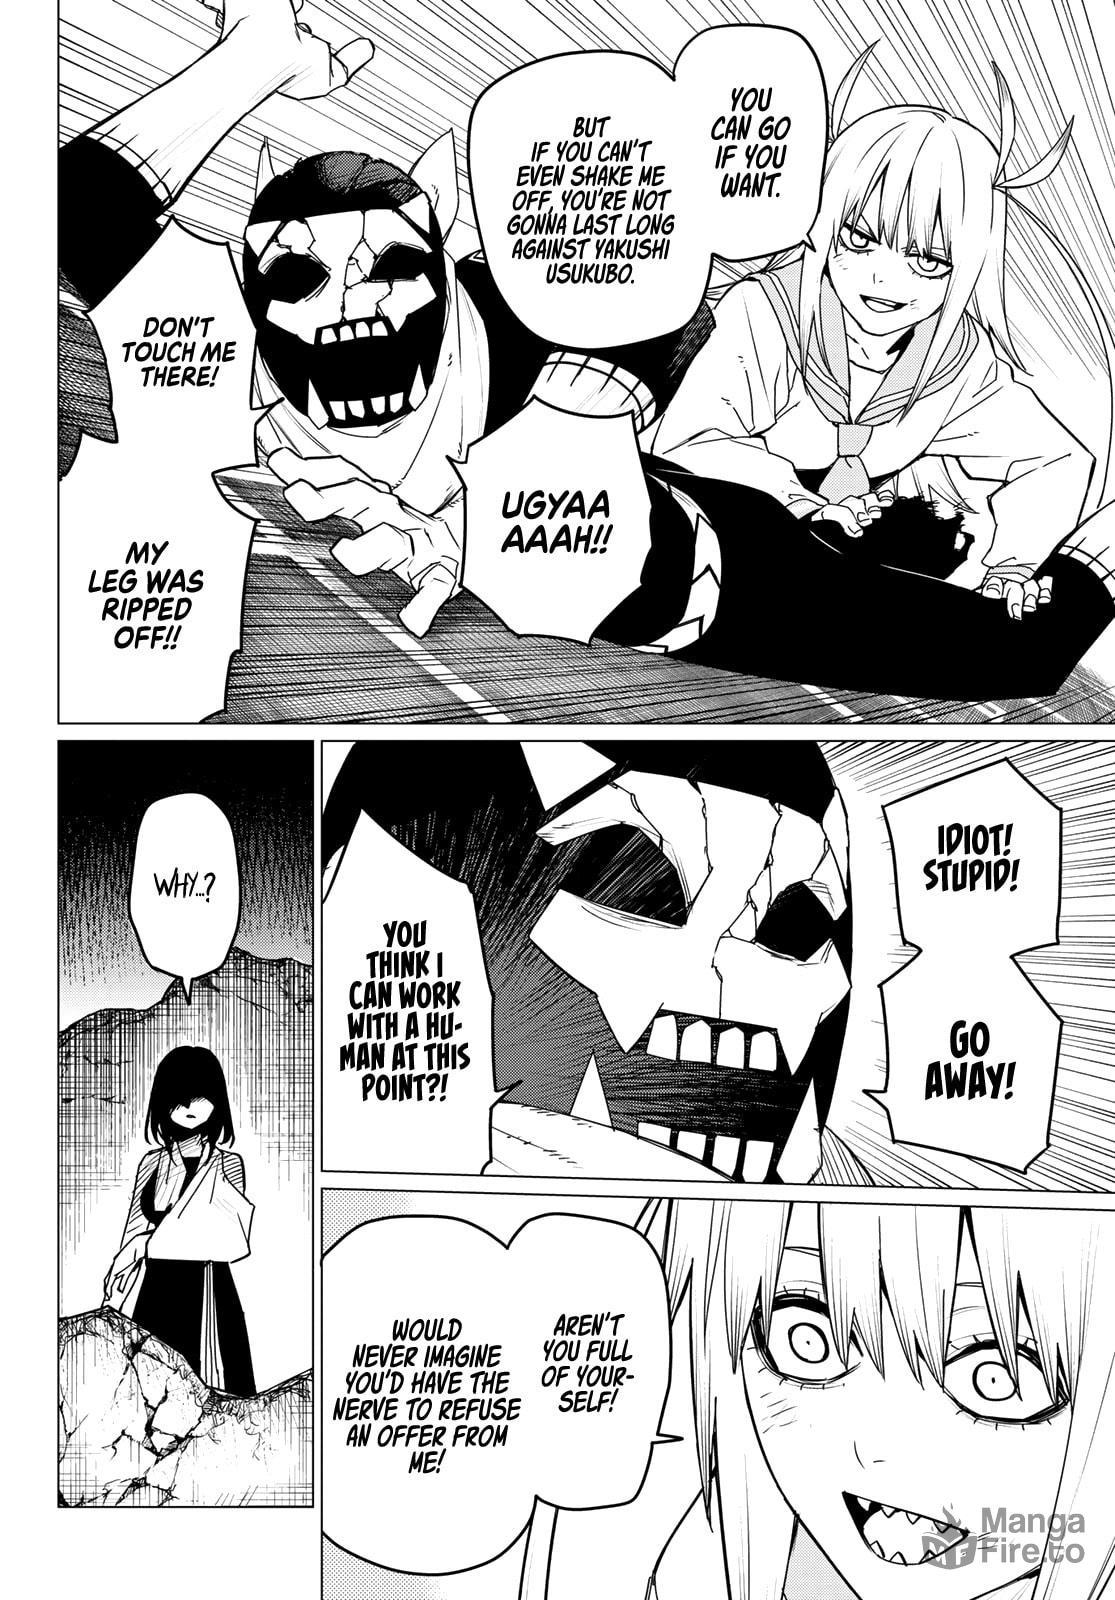 YOU
CAN GO
IF YOU
WANT.
BUT
IF YOU CAN'T
EVEN SHAKE ME
OFF, YOU'RE NOT
GONNA LAST LONG
AGAINST YAKUSHI
USUKUBO.
UGYAA
AAAH!!
DON'T
TOUCH ME
THERE!
MY
LEG WAS
RIPPED
OFF!!
IDIOT!
STUPID!
GO
AWAY!
YOU
THINK I
CAN WORK
WITH A HU-
MAN AT THIS
POINT?!
WHY...?
AREN'T
YOU FULL
OF YOUR-
SELF!
WOULD
NEVER IMAGINE
YOU'D HAVE THE
NERVE TO REFUSE
AN OFFER FROM
ME!
Manga
Fire.to
MF